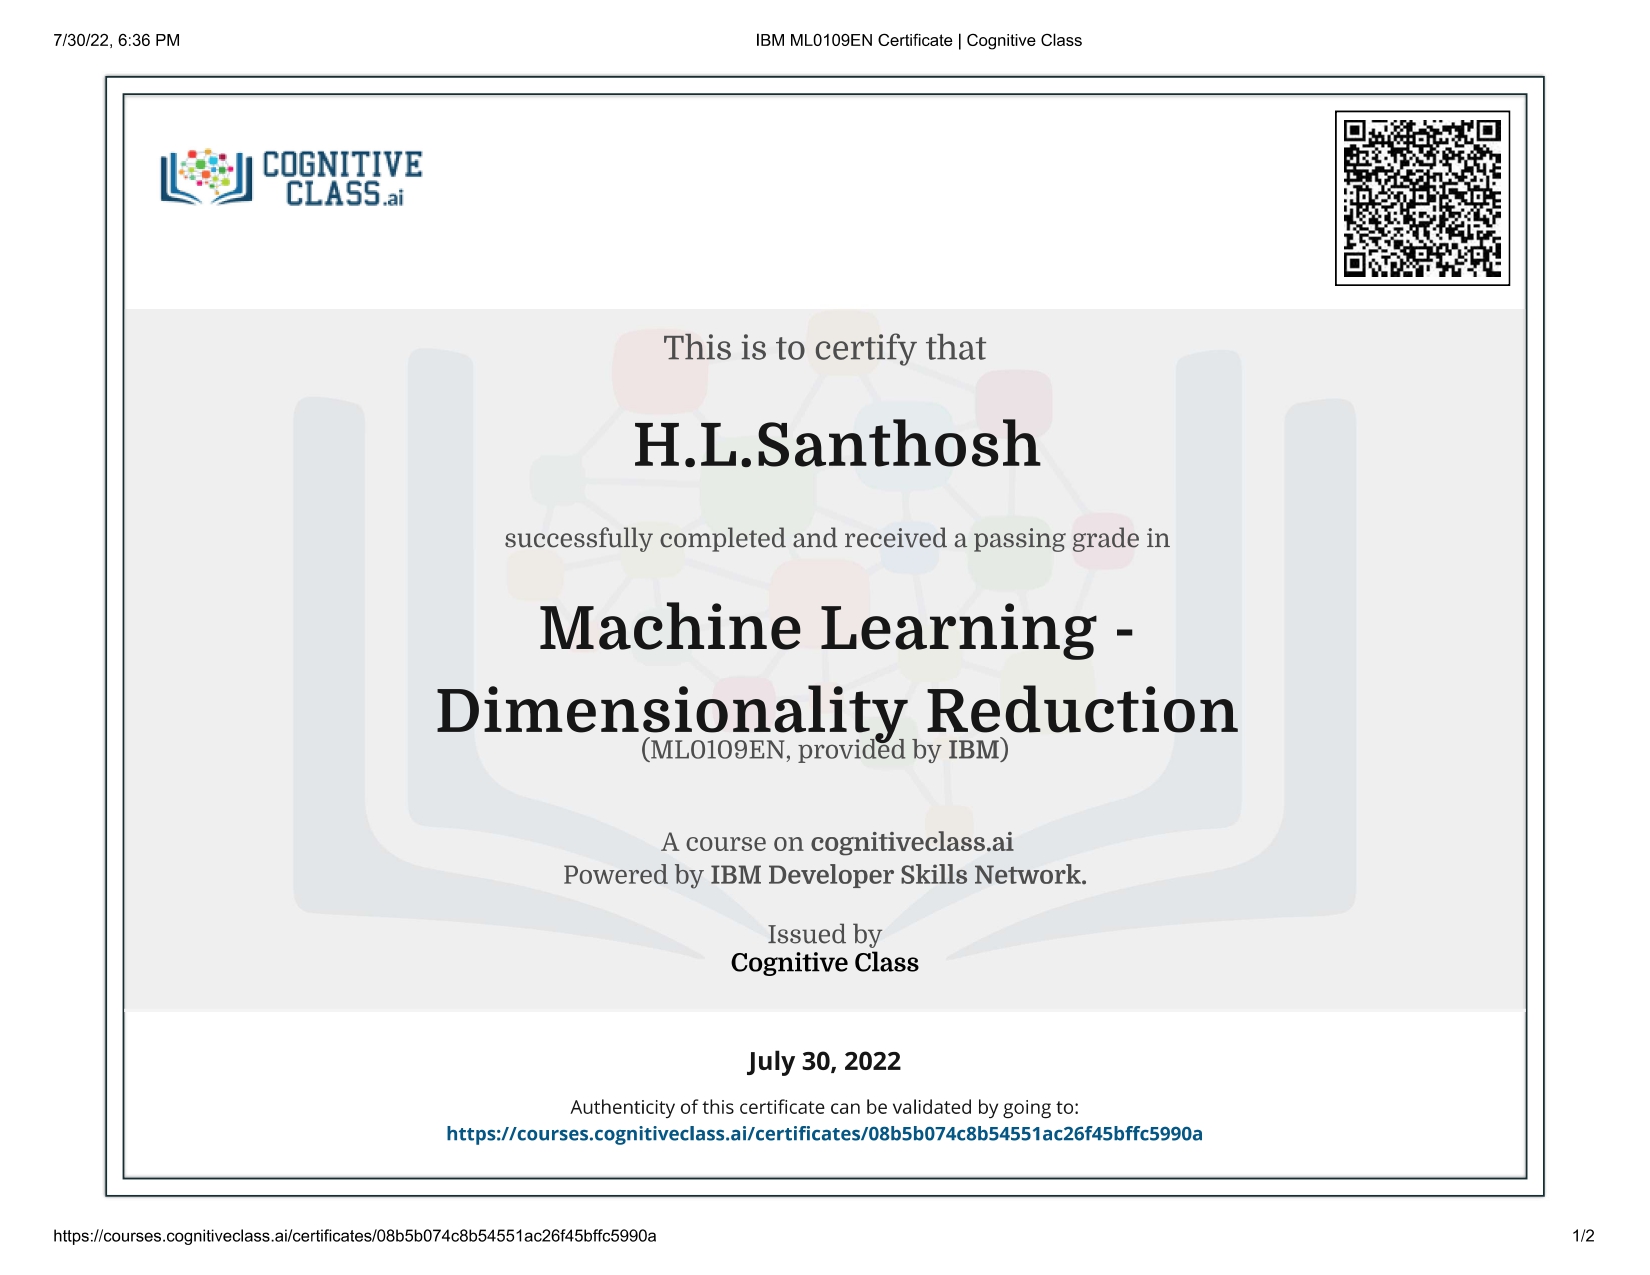 7/30/22, 6:36 PM
IBM ML0109EN Certificate | Cognitive Class
COGNITIVE
CLASS.ai
This is to certify that
H.L.Santhosh
successfully completed and received a passing grade in
Machine Learning -
Dimensionality Reduction
(ML0109EN, provided by IBM)
A course on cognitiveclass.ai
Powered by IBM Developer Skills Network.
Issued by
Cognitive Class
July 30, 2022
Authenticity of this certificate can be validated by going to:
https://courses.cognitiveclass.ai/certificates/08b5b074c8b54551ac26f45bffc5990a
https://courses.cognitiveclass.ai/certificates/08b5b074c8b54551ac26f45bffc5990a
1/2